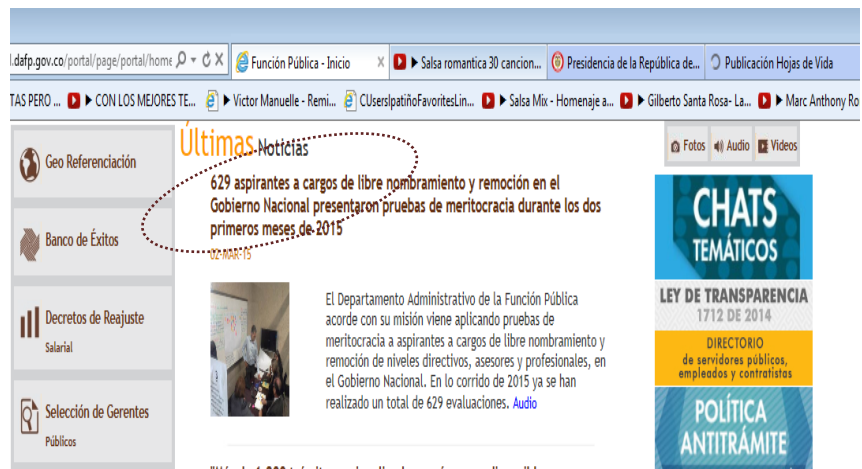 l.dafp.gov.co/portal/page/portal/home
Función Pública - Inicio
Salsa romantica 30 cancion...
Presidencia de la República de...
Publicación Hojas de Vida
TAS PERO ...
CON LOS MEJORES TE...
Victor Manuelle - Remi...
CUserslpatiñoFavoritesLin...
Salsa Mix - Homenaje a...
Gilberto Santa Rosa- La...
Marc Anthony Ro
Geo Referenciación
Banco de Éxitos
Decretos de Reajuste
Salarial
Selección de Gerentes
Públicos
Últimas Noticias
629 aspirantes a cargos de libre nombramiento y remoción en el
Gobierno Nacional presentaron pruebas de meritocracia durante los dos
primeros meses de 2015
02-MAR-15
El Departamento Administrativo de la Función Pública
acorde con su misión viene aplicando pruebas de
meritocracia a aspirantes a cargos de libre nombramiento y
remoción de niveles directivos, asesores y profesionales, en
el Gobierno Nacional. En lo corrido de 2015 ya se han
realizado un total de 629 evaluaciones. Audio
Fotos
Audio
Videos
CHATS
TEMÁTICOS
LEY DE TRANSPARENCIA
1712 DE 2014
DIRECTORIO
de servidores públicos,
empleados y contratistas
POLÍTICA
ANTITRÁMITE